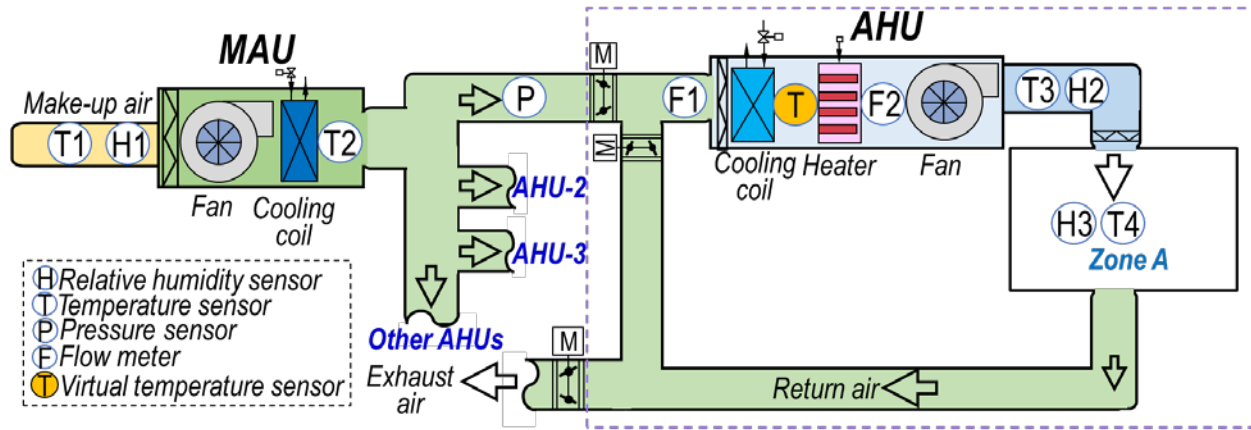 MAU
AHU
Make-up air
T1
H1
T2
P
M
F1
T
F2
T3
H2
M
Fan
Cooling
coil
Cooling
coil
Heater
Fan
AHU-2
AHU-3
H3
T4
Zone A
H Relative humidity sensor
T Temperature sensor
P Pressure sensor
F Flow meter
T Virtual temperature sensor
Other AHUs
M
Exhaust
air
Return air